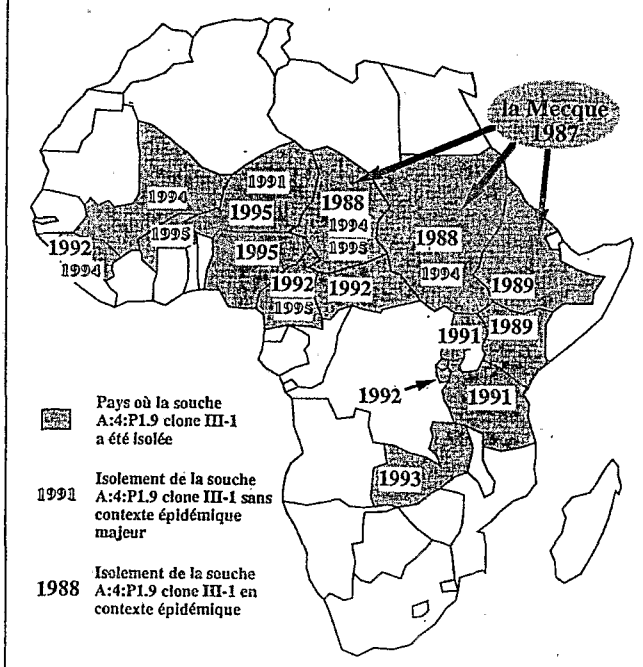 la Mecque
1987
1991
1994
1995
1988
1994
1995
1995
1988
1992
1994
1995
1994
1992
1995
1992
1989
1989
1991
1992
1991
1993
Pays où la souche
A:4:P1.9 clone III-1
a été isolée
1991
Isolement de la souche
A:4:P1.9 clone III-1 sans
contexte épidémique
majeur
1988
Isolement de la souche
A:4:P1.9 clone III-1 en
contexte épidémique